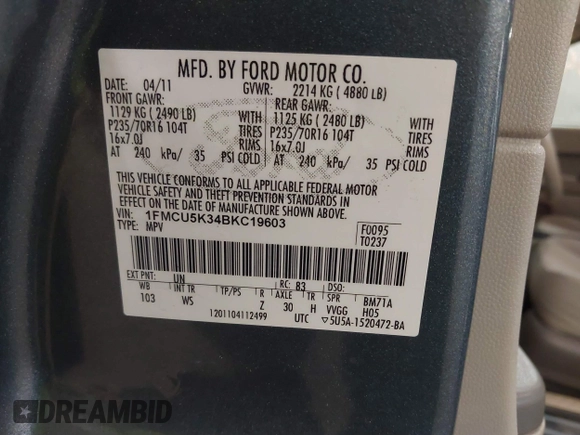 MFD. BY FORD MOTOR CO.
DATE: 04/11 GVWR: 2214 KG ( 4880 LB)
FRONT GAWR: REAR GAWR:
1129 KG ( 2490 LB) WITH 1125 KG ( 2480 LB) WITH
P235/70R16 104T TIRES P235/70R16 104T TIRES
16x7.0J RIMS 16x7.0J RIMS
AT 240 kPa/ 35 PSI COLD AT 240 kPa/ 35 PSI COLD
THIS VEHICLE CONFORMS TO ALL APPLICABLE FEDERAL MOTOR
VEHICLE SAFETY AND THEFT PREVENTION STANDARDS IN
EFFECT ON THE DATE OF MANUFACTURE SHOWN ABOVE.
VIN: 1FMCU5K34BKC19603 F0095
TYPE: MPV T0237
EXT PNT: UN RC: 83 DSO:
WB INT TR TP/PS R AXLE TR SPR BM71A
103 WS Z 30 H VVGG H05
1201104112499 UTC ▽5U5A-1520472-BA
Ford
DREAMBID